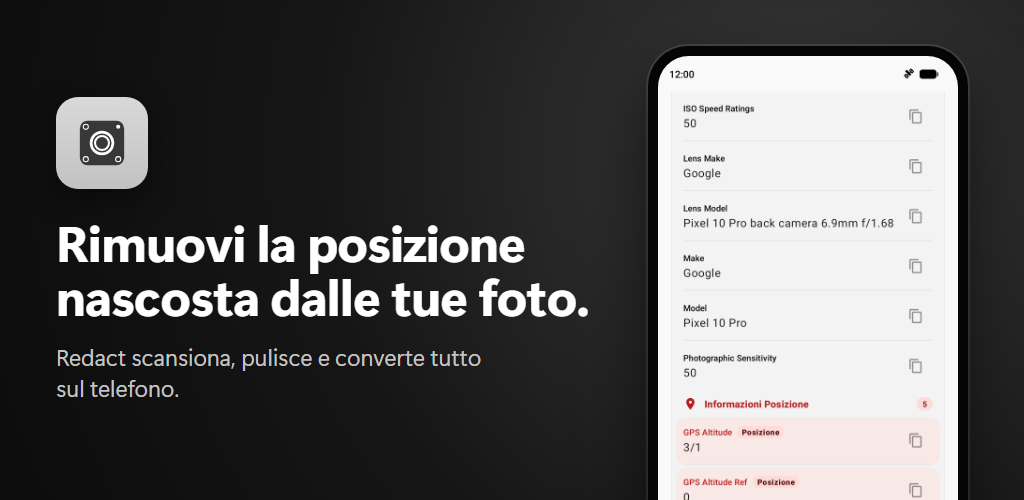 Rimuovi la posizione
nascosta dalle tue foto.
Redact scansiona, pulisce e converte tutto
sul telefono.
12:00
ISO Speed Ratings
50
Lens Make
Google
Lens Model
Pixel 10 Pro back camera 6.9mm f/1.68
Make
Google
Model
Pixel 10 Pro
Photographic Sensitivity
50
Informazioni Posizione 5
GPS Altitude Posizione
3/1
GPS Altitude Ref Posizione
0